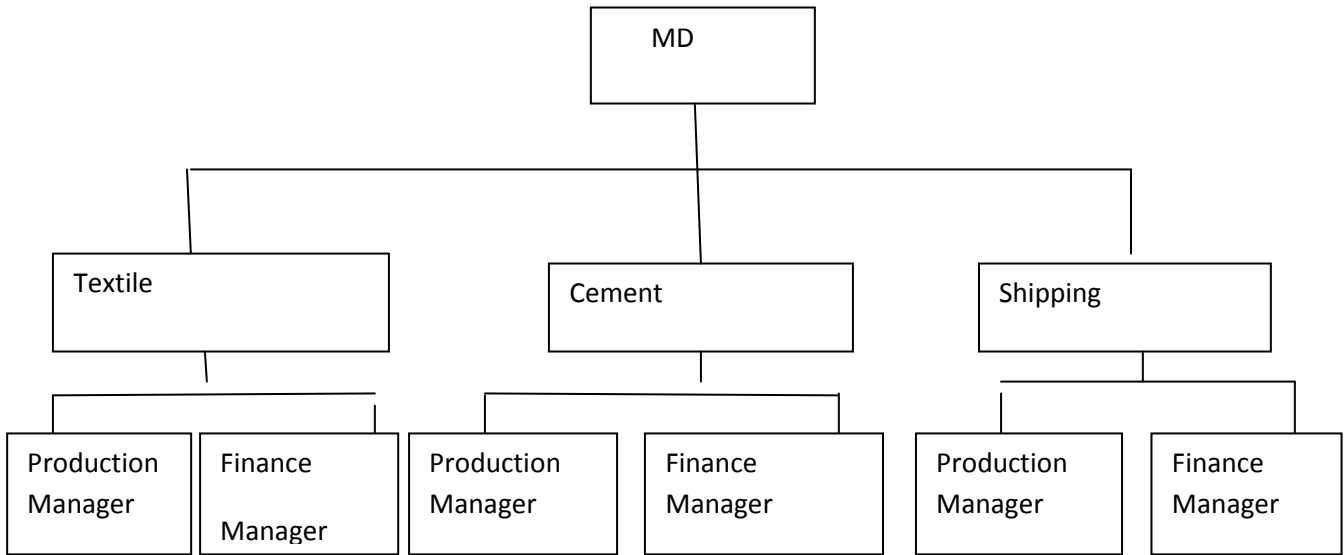 MD
Textile
Cement
Shipping
Production
Manager
Finance
Manager
Production
Manager
Finance
Manager
Production
Manager
Finance
Manager